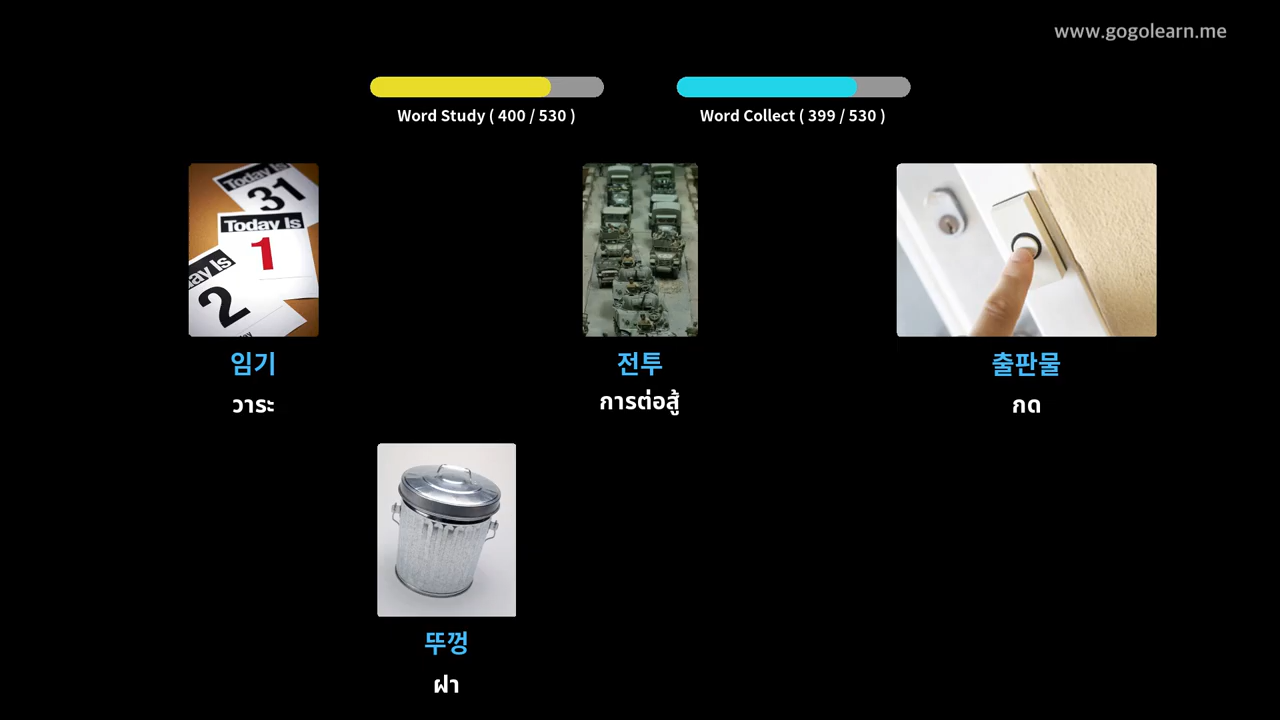 www.gogolearn.me
Word Study ( 400 / 530 )
Word Collect ( 399 / 530 )
Today Is
31
Today Is
1
ay Is
2
임기
วาระ
전투
การต่อสู้
출판물
กด
뚜껑
ฝา